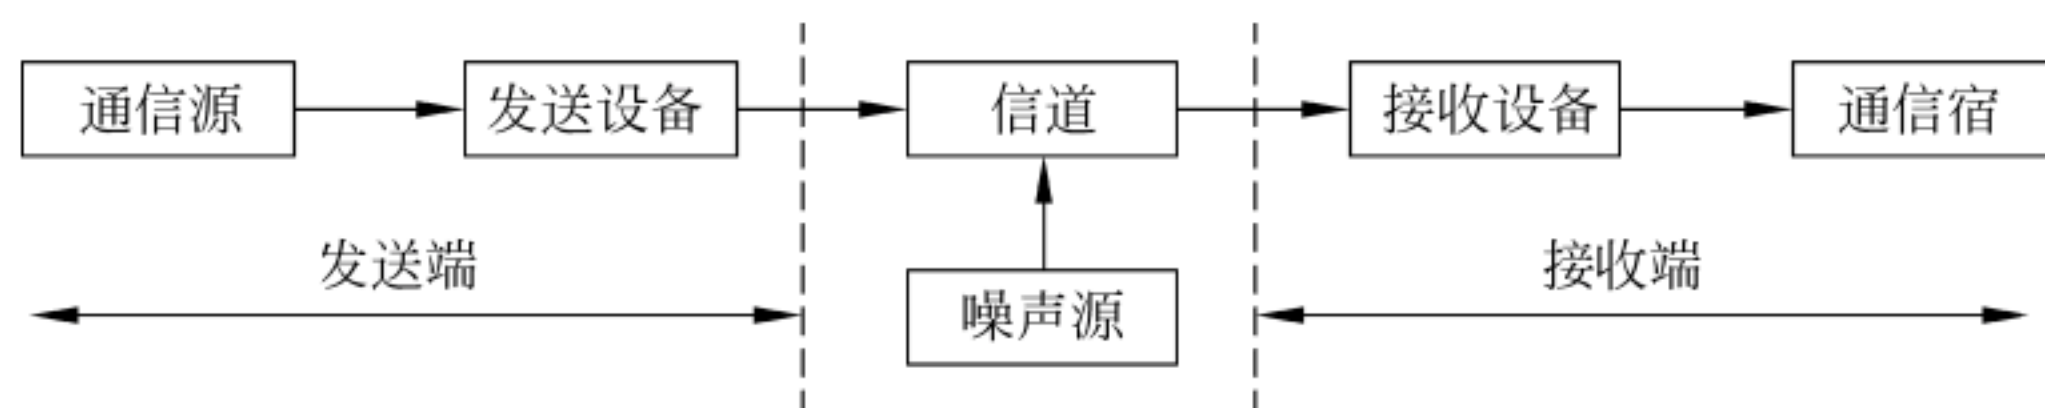 通信源
发送设备
信道
接收设备
通信宿
发送端
噪声源
接收端